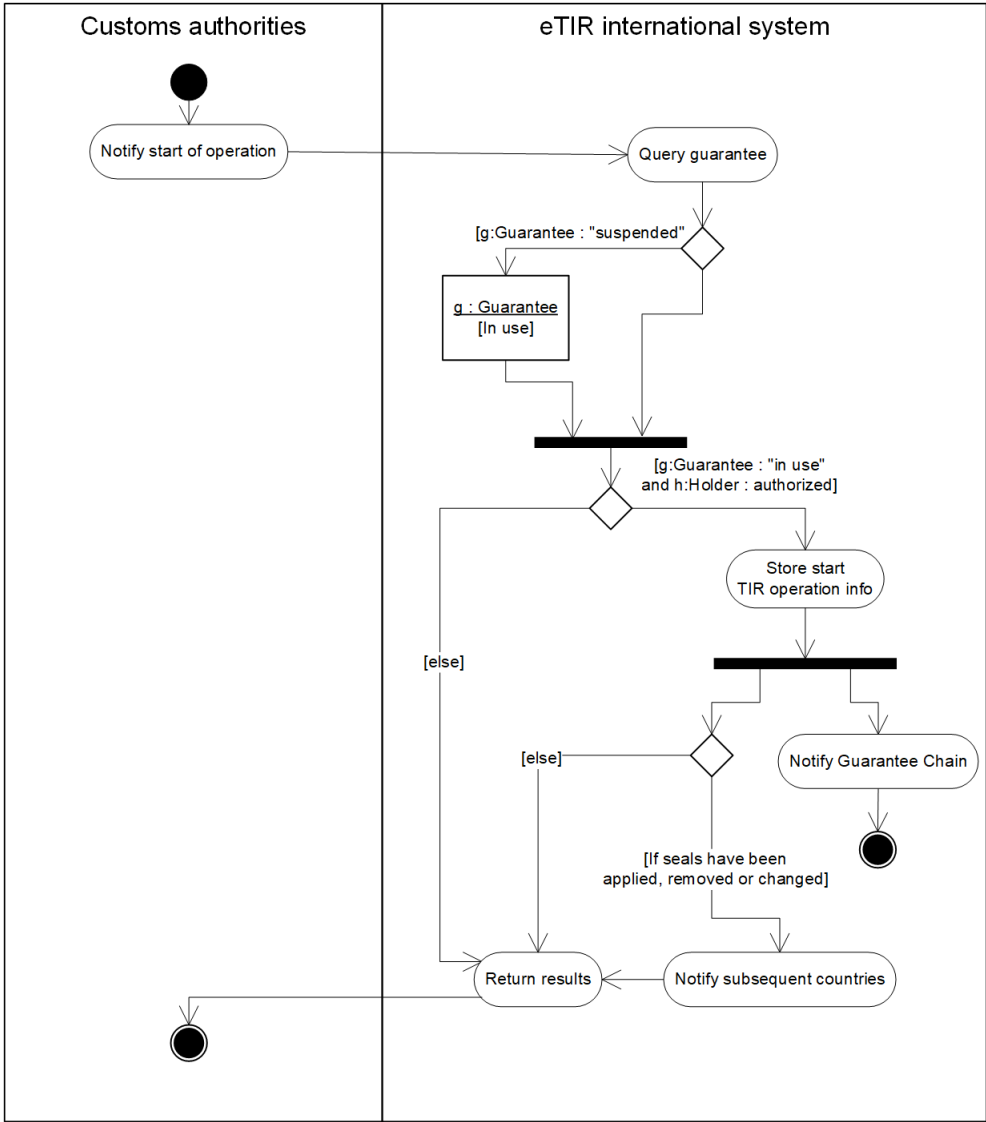 Customs authorities
eTIR international system
Notify start of operation
Query guarantee
[g:Guarantee : "suspended"
g : Guarantee
[In use]
[g:Guarantee : "in use"
and h:Holder : authorized]
Store start
TIR operation info
[else]
[else]
Notify Guarantee Chain
[If seals have been
applied, removed or changed]
Return results
Notify subsequent countries